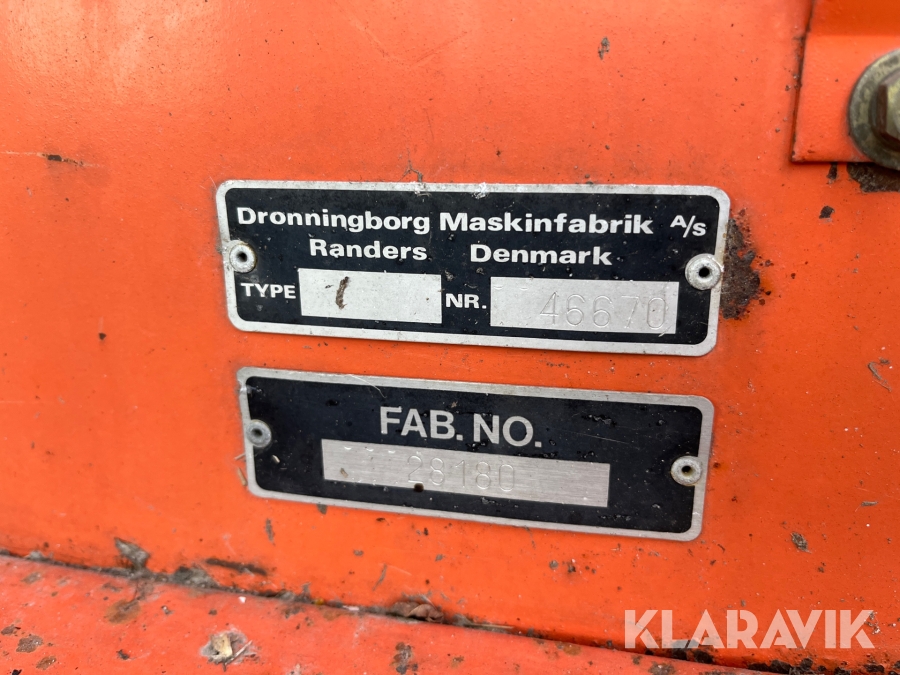 Dronningborg Maskinfabrik A/S
Randers Denmark
TYPE NR. 46670
FAB. NO.
28180
KLARAVIK